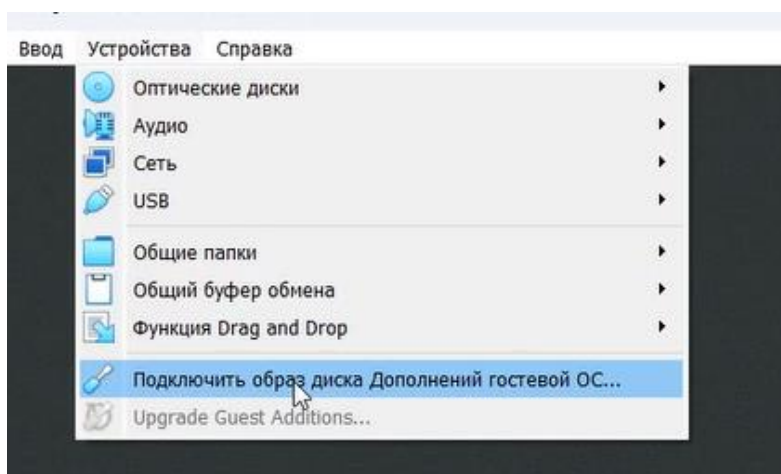 Ввод Устройства Справка
Оптические диски
Аудио
Сеть
USB
Общие папки
Общий буфер обмена
Функция Drag and Drop
Подключить образ диска Дополнений гостевой ОС...
Upgrade Guest Additions...